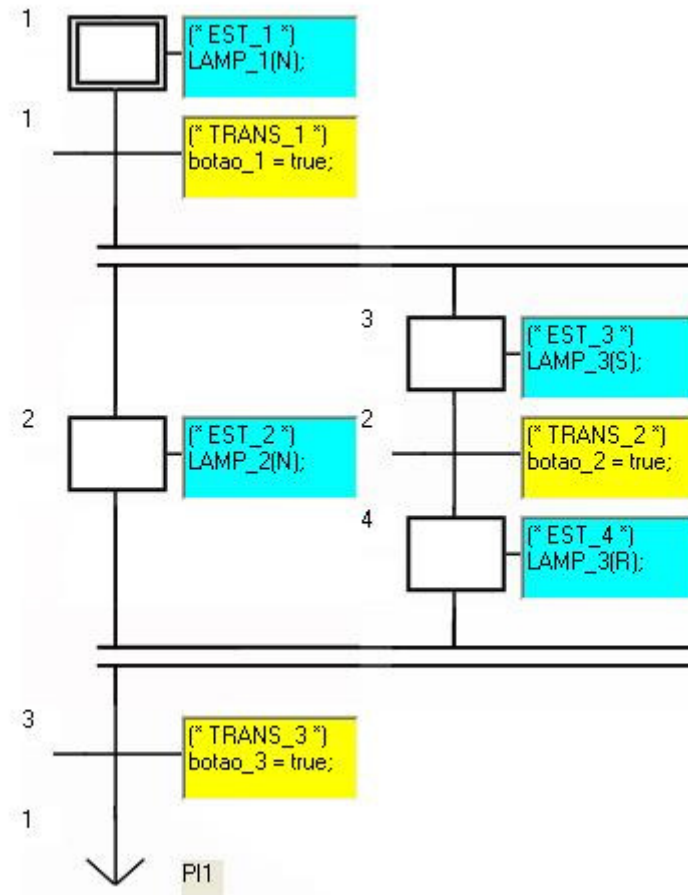 1
(* EST_1 *)
LAMP_1(N);
1
(* TRANS_1 *)
botao_1 = true;
3
(* EST_3 *)
LAMP_3(S);
2
(* EST_2 *)
LAMP_2(N);
2
(* TRANS_2 *)
botao_2 = true;
4
(* EST_4 *)
LAMP_3(R);
3
(* TRANS_3 *)
botao_3 = true;
1
PI1